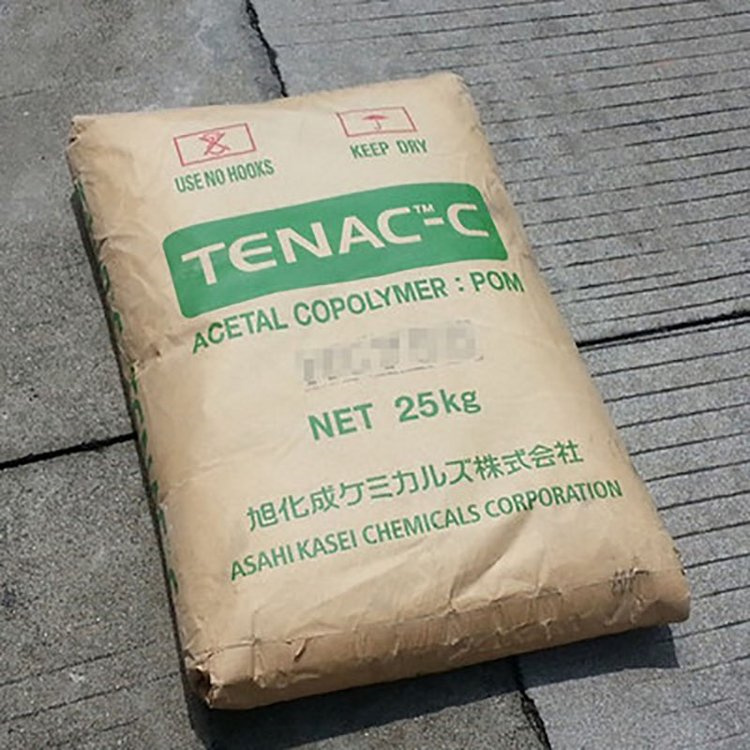 USE NO HOOKS
KEEP DRY
TENAC™-C
ACETAL COPOLYMER : POM
NET 25kg
旭化成ケミカルズ株式会社
ASAHI KASEI CHEMICALS CORPORATION